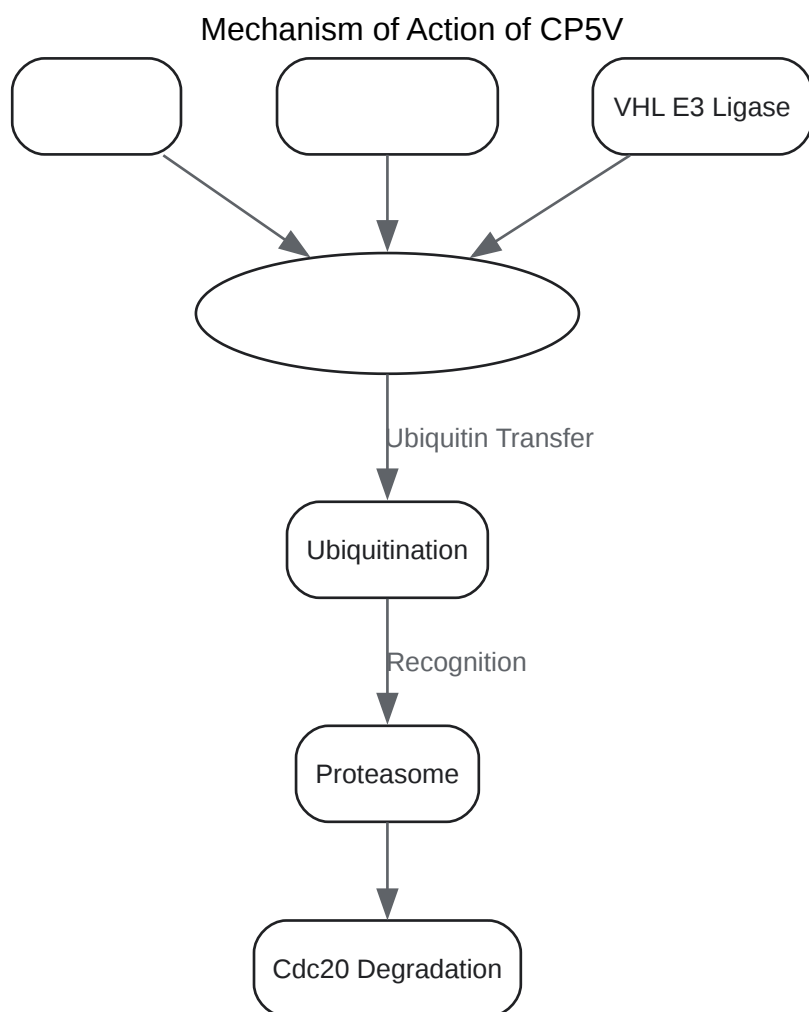 Mechanism of Action of CP5V
VHL E3 Ligase
Ubiquitin Transfer
Ubiquitination
Recognition
Proteasome
Cdc20 Degradation